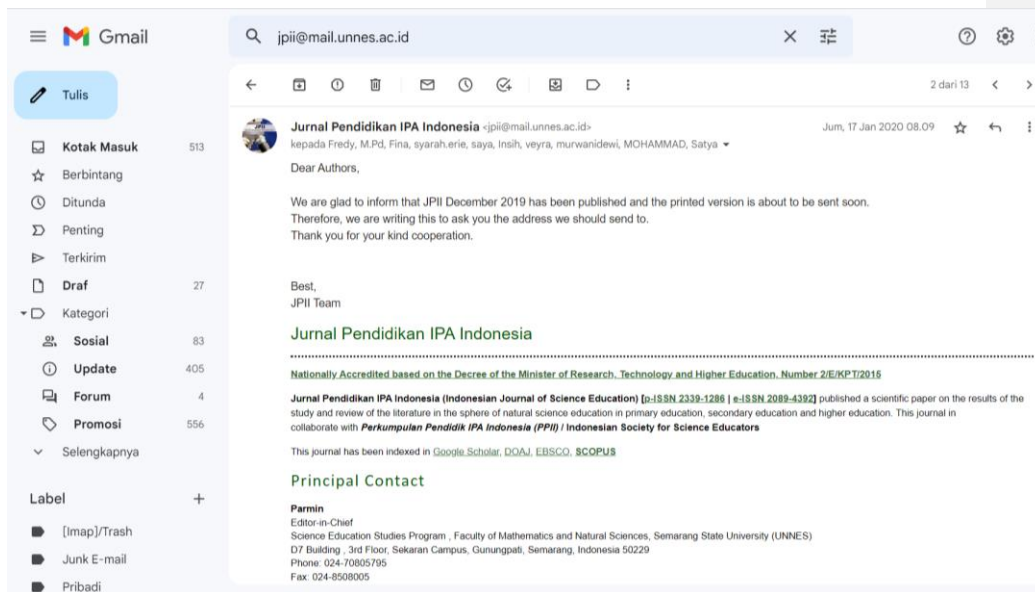 Gmail
jpii@mail.unnes.ac.id
Tulis
2 dari 13
Kotak Masuk 513
Berbintang
Ditunda
Penting
Terkirim
Draf 27
Kategori
Sosial 83
Update 405
Forum 4
Promosi 556
Selengkapnya
Label +
[Imap]/Trash
Junk E-mail
Pribadi
Jurnal Pendidikan IPA Indonesia <jpii@mail.unnes.ac.id>
Jum, 17 Jan 2020 08.09
kepada Fredy, M.Pd, Fina, syarah.erie, saya, Insih, veyra, murwanidewi, MOHAMMAD, Satya
Dear Authors,
We are glad to inform that JPII December 2019 has been published and the printed version is about to be sent soon.
Therefore, we are writing this to ask you the address we should send to.
Thank you for your kind cooperation.
Best,
JPII Team
Jurnal Pendidikan IPA Indonesia
Nationally Accredited based on the Decree of the Minister of Research, Technology and Higher Education, Number 2/E/KPT/2015
Jurnal Pendidikan IPA Indonesia (Indonesian Journal of Science Education) [p-ISSN 2339-1286 | e-ISSN 2089-4392] published a scientific paper on the results of the
study and review of the literature in the sphere of natural science education in primary education, secondary education and higher education. This journal in
collaborate with Perkumpulan Pendidik IPA Indonesia (PPII) / Indonesian Society for Science Educators
This journal has been indexed in Google Scholar, DOAJ, EBSCO, SCOPUS
Principal Contact
Parmin
Editor-in-Chief
Science Education Studies Program , Faculty of Mathematics and Natural Sciences, Semarang State University (UNNES)
D7 Building , 3rd Floor, Sekaran Campus, Gunungpati, Semarang, Indonesia 50229
Phone: 024-70805795
Fax: 024-8508005